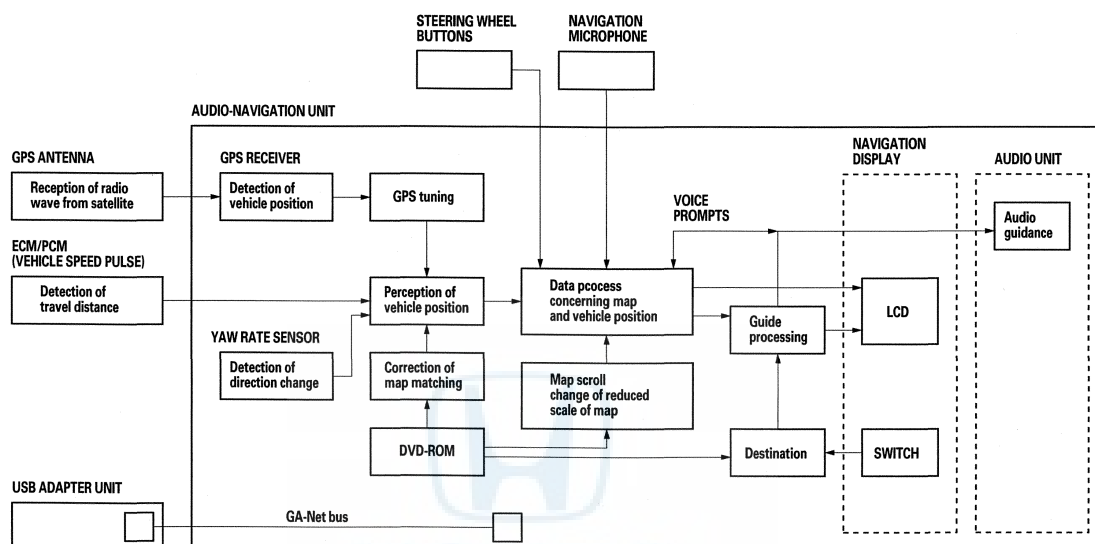 STEERING WHEEL
BUTTONS
NAVIGATION
MICROPHONE
AUDIO-NAVIGATION UNIT
GPS ANTENNA
Reception of radio
wave from satellite
GPS RECEIVER
Detection of
vehicle position
GPS tuning
NAVIGATION
DISPLAY
AUDIO UNIT
VOICE
PROMPTS
Audio
guidance
ECM/PCM
(VEHICLE SPEED PULSE)
Detection of
travel distance
Perception of
vehicle position
Data pcocess
concerning map
and vehicle position
Guide
processing
LCD
YAW RATE SENSOR
Detection of
direction change
Correction of
map matching
Map scroll
change of reduced
scale of map
DVD-ROM
Destination
SWITCH
USB ADAPTER UNIT
GA-Net bus